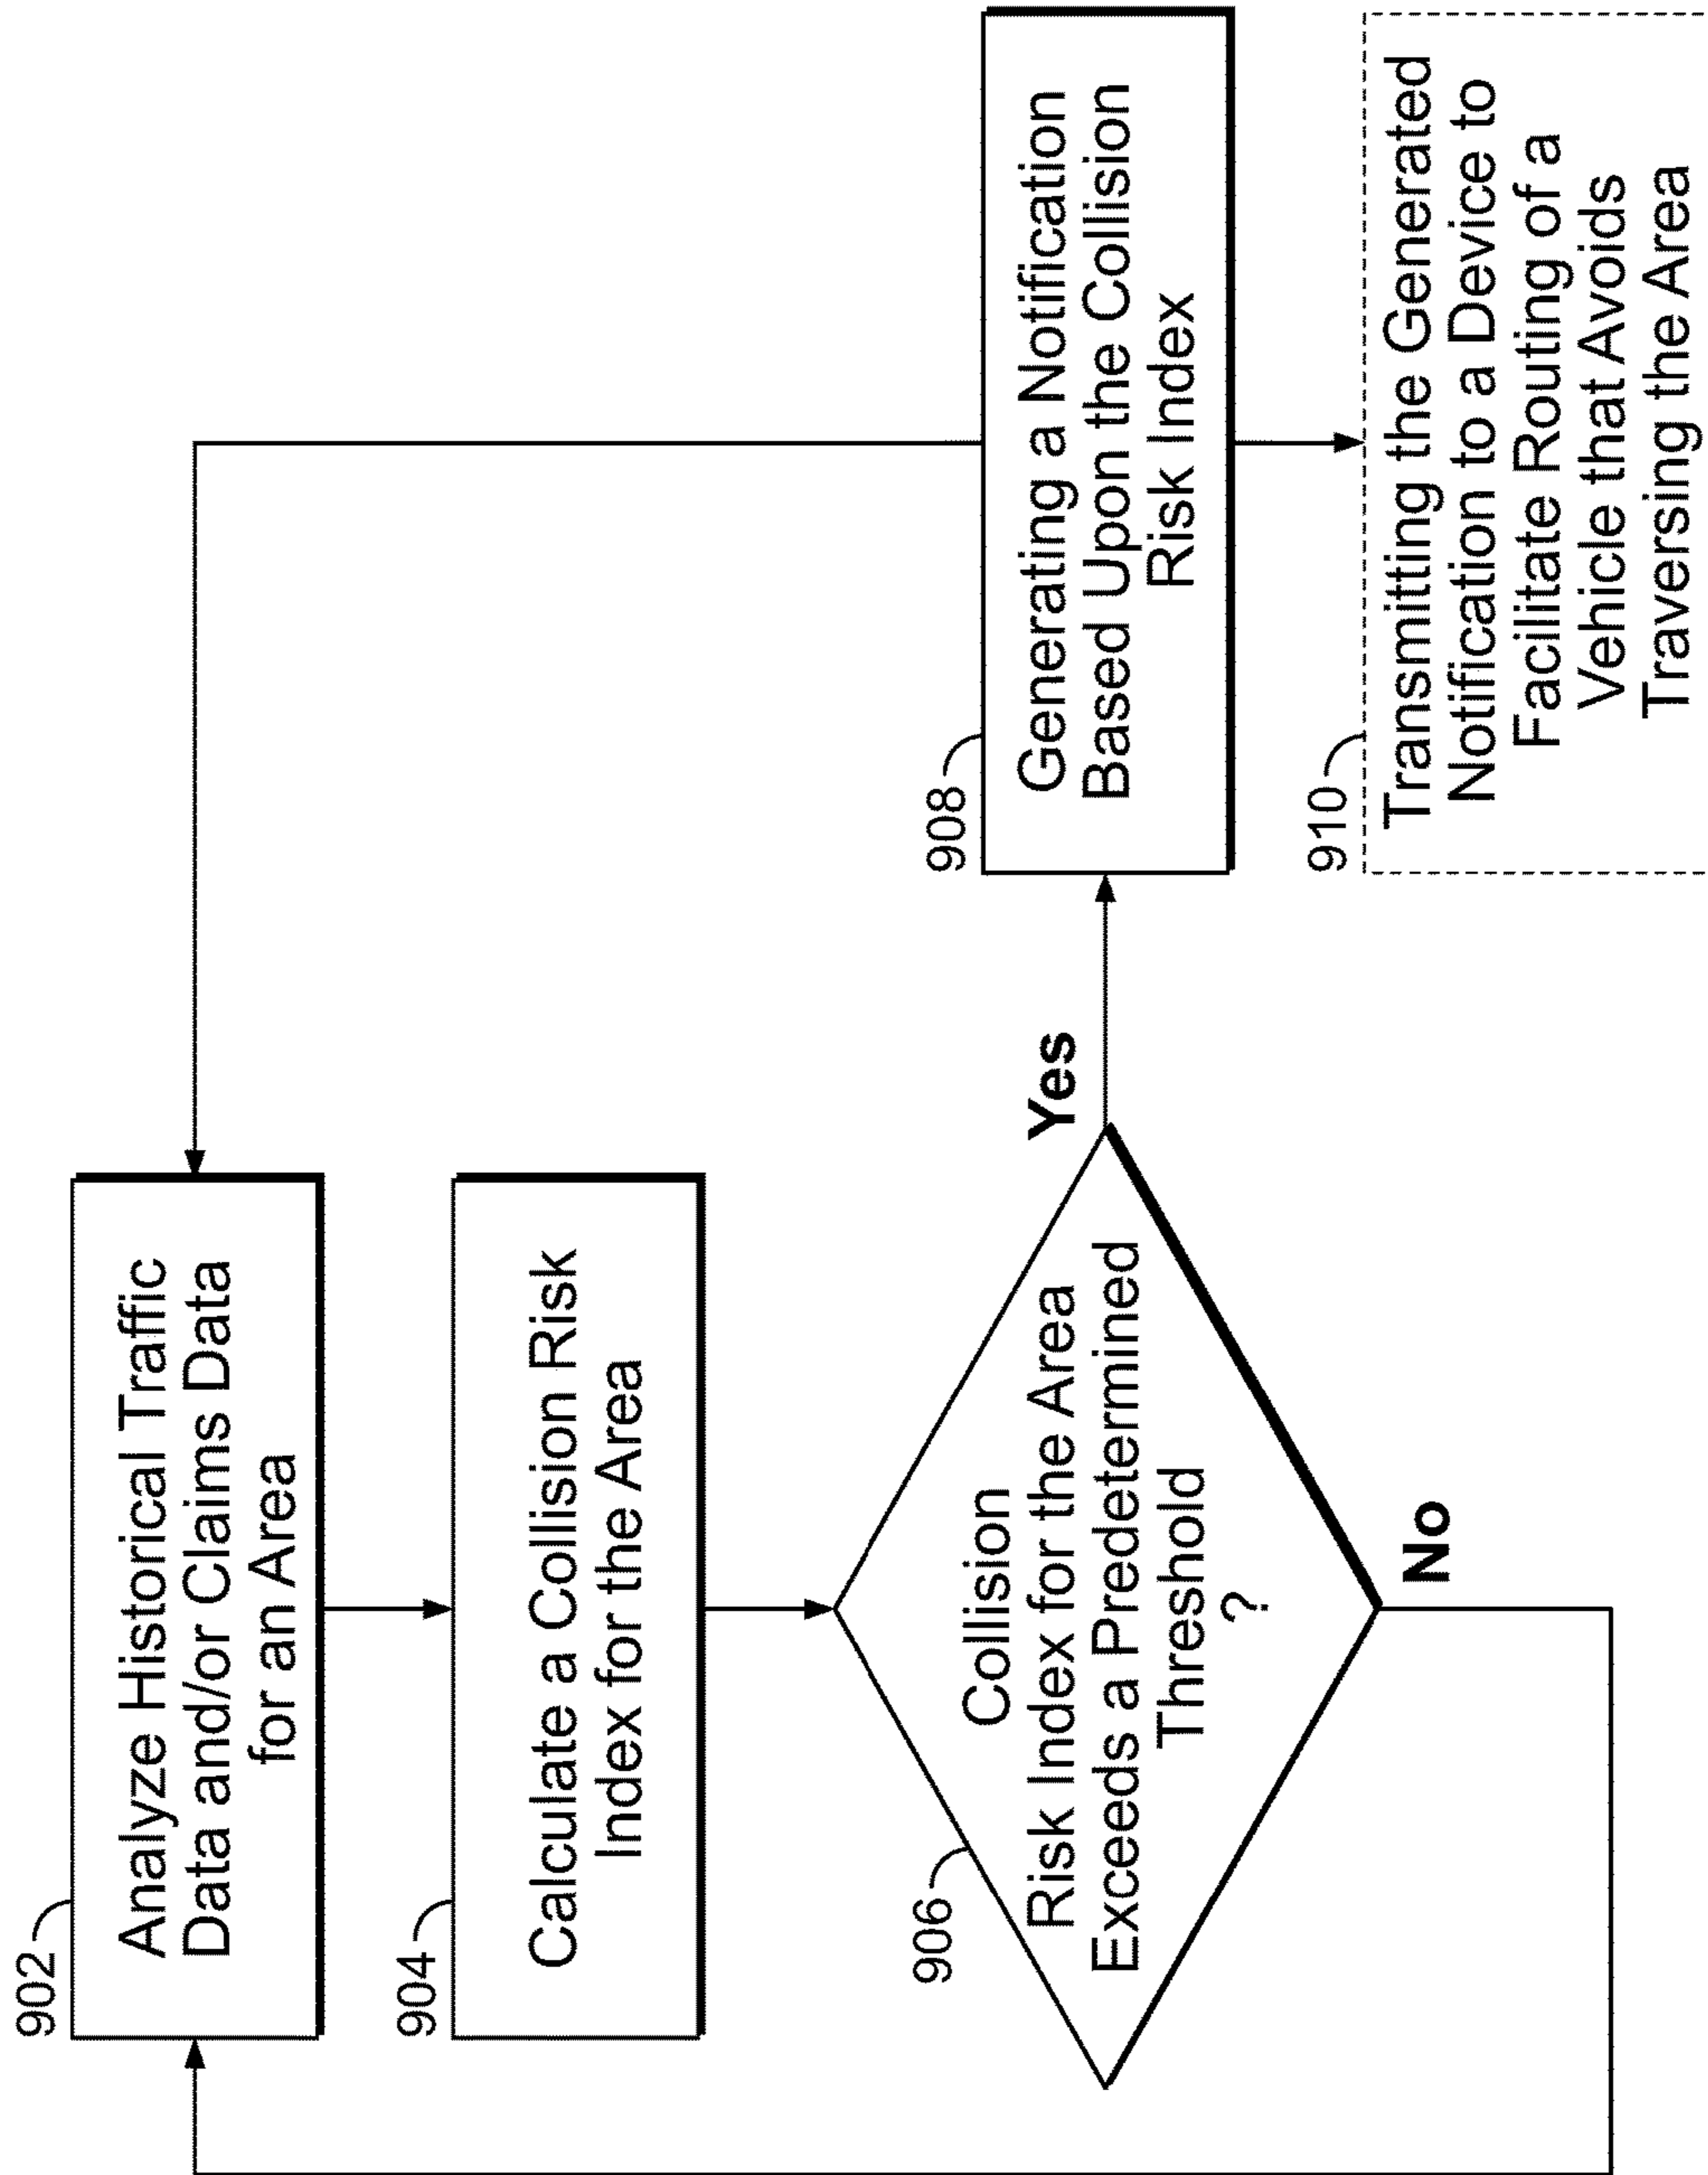 902
Analyze Historical Traffic
Data and/or Claims Data
for an Area
904
Calculate a Collision Risk
Index for the Area
906
Collision
Risk Index for the Area
Exceeds a Predetermined
Threshold
?
Yes
No
908
Generating a Notification
Based Upon the Collision
Risk Index
910
Transmitting the Generated
Notification to a Device to
Facilitate Routing of a
Vehicle that Avoids
Traversing the Area